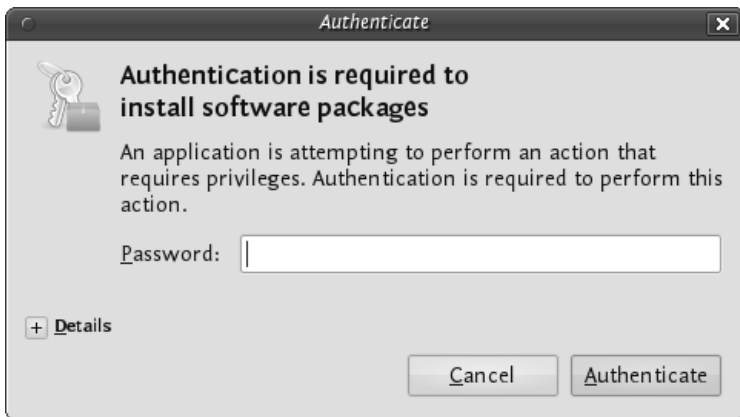 Authenticate
Authentication is required to
install software packages
An application is attempting to perform an action that
requires privileges. Authentication is required to perform this
action.
Password:
Details
Cancel
Authenticate